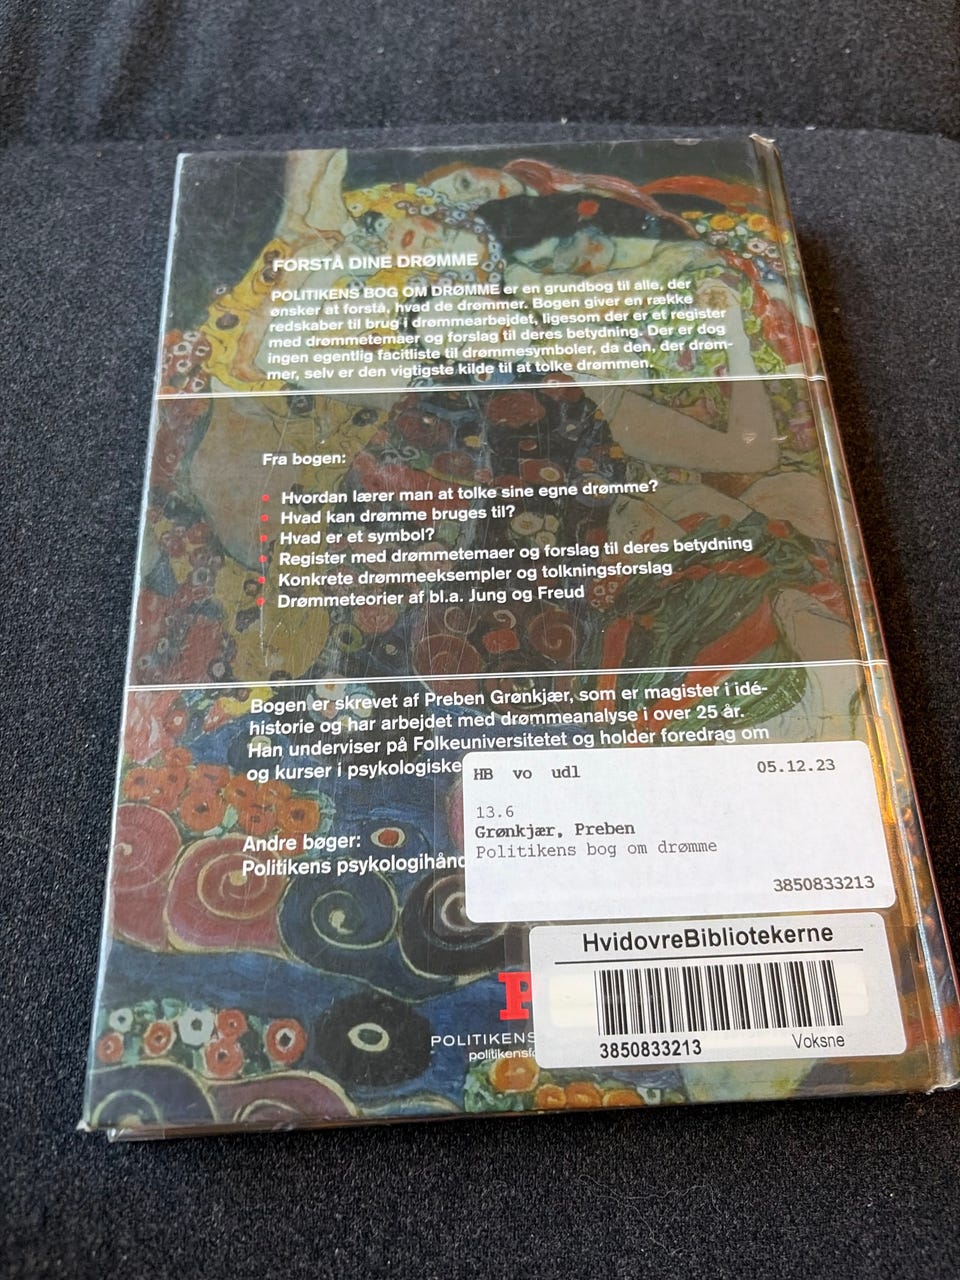 FORSTÅ DINE DRØMME
POLITIKENS BOG OM DRØMME er en grundbog til alle, der
ønsker at forstå, hvad de drømmer. Bogen giver en række
redskaber til brug i drømmearbejdet, ligesom der er et register
med drømmetemaer og forslag til deres betydning. Der er dog
ingen egentlig facitliste til drømmesymboler, da den, der drøm-
mer, selv er den vigtigste kilde til at tolke drømmen.
Fra bogen:
• Hvordan lærer man at tolke sine egne drømme?
• Hvad kan drømme bruges til?
• Hvad er et symbol?
• Register med drømmetemaer og forslag til deres betydning
• Konkrete drømmeeksempler og tolkningsforslag
• Drømmeteorier af bl.a. Jung og Freud
Bogen er skrevet af Preben Grønkjær, som er magister i idé-
historie og har arbejdet med drømmeanalyse i over 25 år.
Han underviser på Folkeuniversitetet og holder foredrag om
og kurser i psykologiske
HB vo udl 05.12.23
13.6
Grønkjær, Preben
Politikens bog om drømme
3850833213
Andre bøger:
Politikens psykologihånd
HvidovreBibliotekerne
3850833213 Voksne
P
POLITIKENS
politikensfo